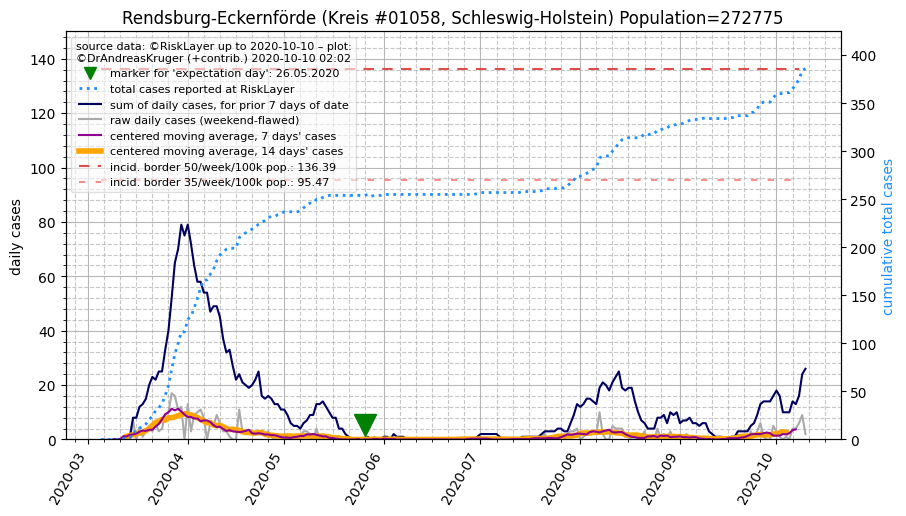 Rendsburg-Eckernförde (Kreis #01058, Schleswig-Holstein) Population=272775
source data: ©RiskLayer up to 2020-10-10 – plot:
©DrAndreasKruger (+contrib.) 2020-10-10 02:02
marker for 'expectation day': 26.05.2020
total cases reported at RiskLayer
sum of daily cases, for prior 7 days of date
raw daily cases (weekend-flawed)
centered moving average, 7 days' cases
centered moving average, 14 days' cases
incid. border 50/week/100k pop.: 136.39
incid. border 35/week/100k pop.: 95.47
daily cases
140
120
100
80
60
40
20
0
cumulative total cases
400
350
300
250
200
150
100
50
0
2020-03
2020-04
2020-05
2020-06
2020-07
2020-08
2020-09
2020-10